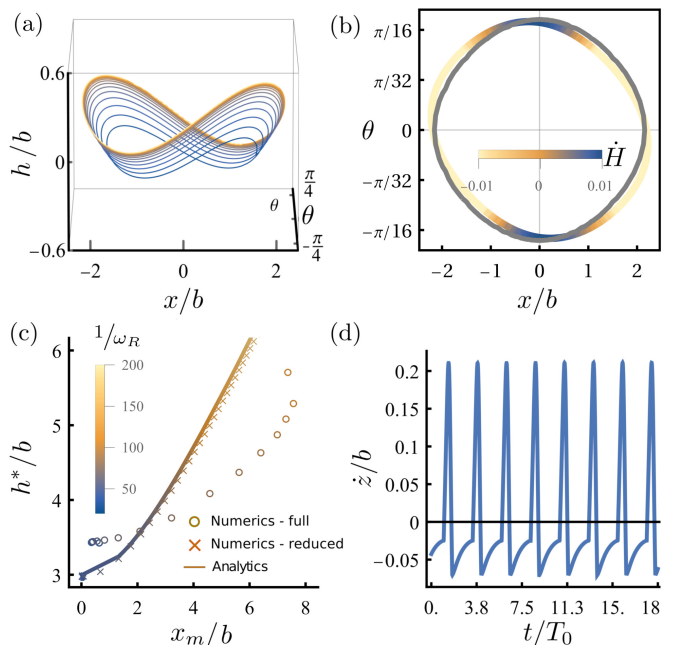 (a)
h/b
0.6
0
−0.6
−2
0
2
x/b
θ
π/4
θ
−π/4
(b)
θ
π/16
π/32
0
−π/32
−π/16
Ḣ
−0.01
0
0.01
−2
−1
0
1
2
x/b
(c)
1/ω_R
200
150
100
50
h*/b
6
5
4
3
Numerics - full
Numerics - reduced
Analytics
0
2
4
6
8
x_m/b
(d)
ż/b
0.2
0.15
0.1
0.05
0
−0.05
0.
3.8
7.5
11.3
15.
18
t/T_0